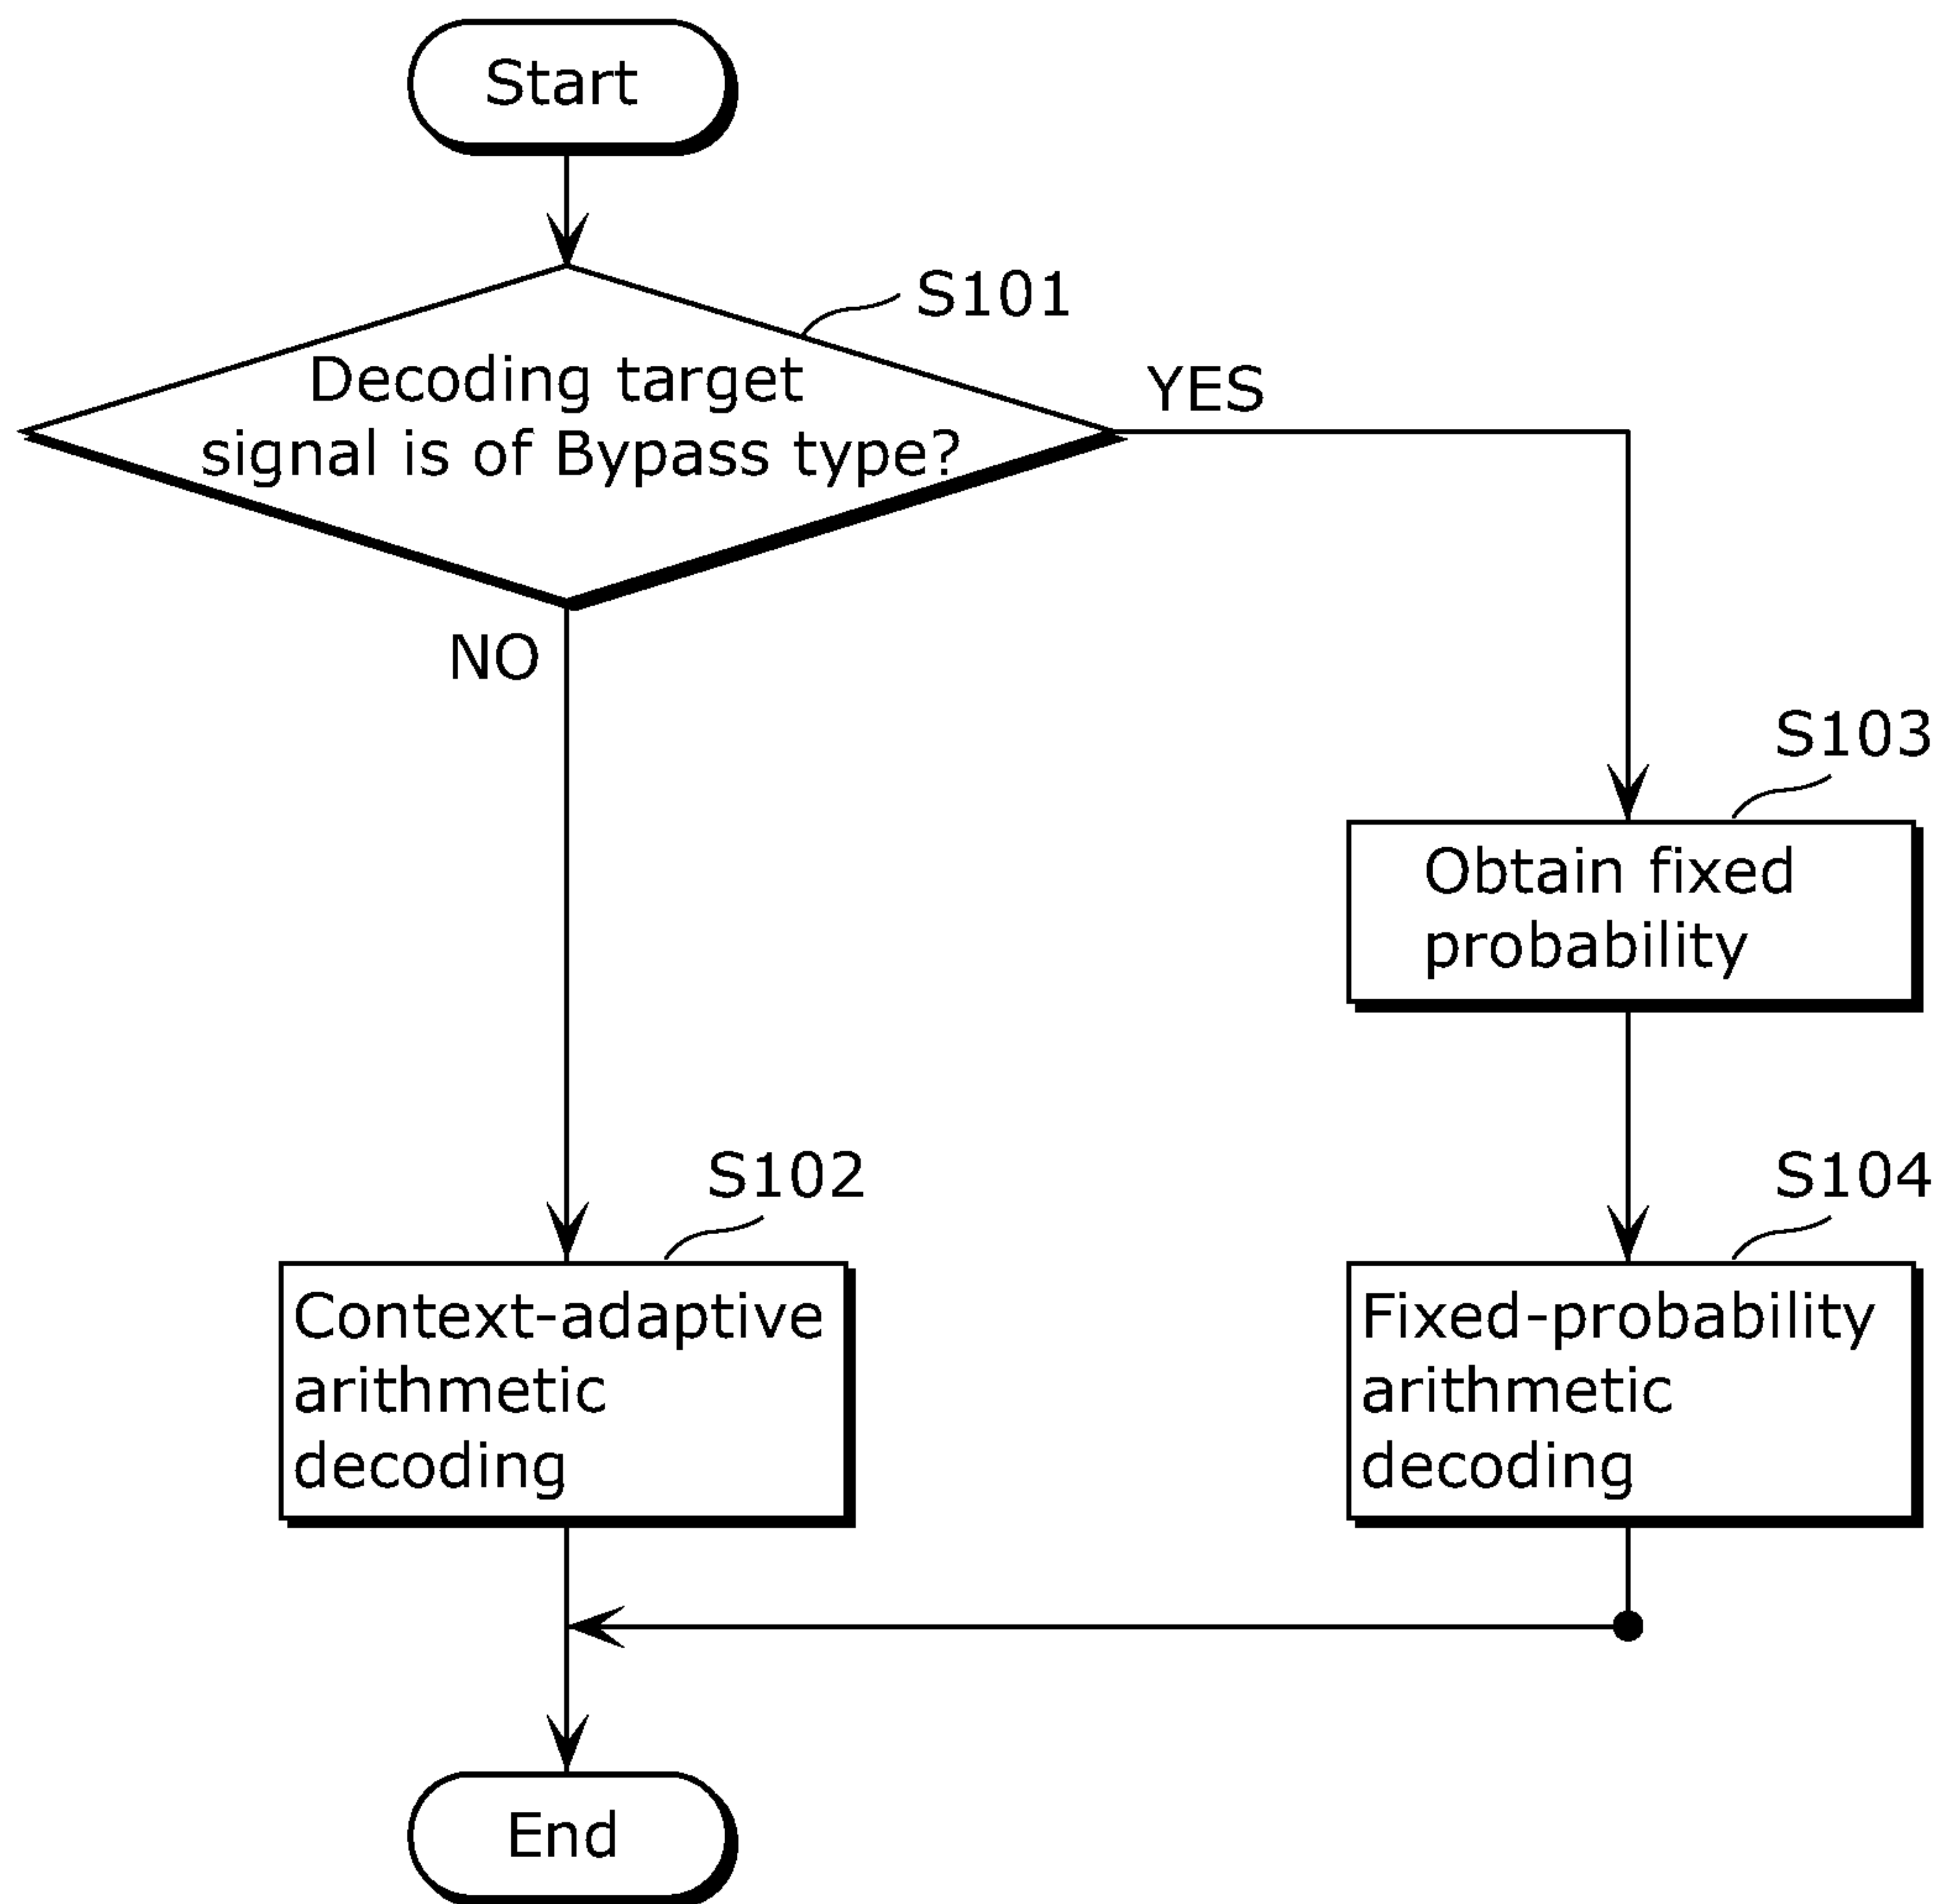 Start
S101
Decoding target
signal is of Bypass type?
YES
NO
S103
Obtain fixed
probability
S102
Context-adaptive
arithmetic
decoding
S104
Fixed-probability
arithmetic
decoding
End